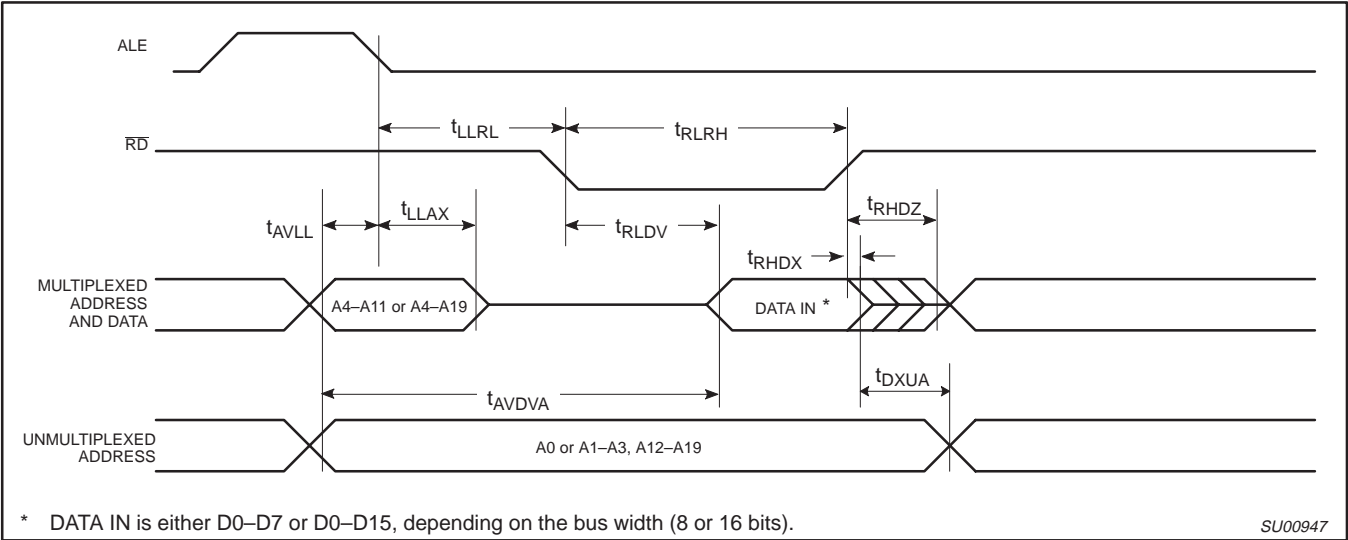 ALE
tLLRL
tRLRH
RD
tAVLL
tLLAX
tRLDV
tRHDZ
tRHDX
MULTIPLEXED
ADDRESS
AND DATA
A4–A11 or A4–A19
DATA IN *
tDXUA
tAVDVA
UNMULTIPLEXED
ADDRESS
A0 or A1–A3, A12–A19
* DATA IN is either D0–D7 or D0–D15, depending on the bus width (8 or 16 bits).
SU00947